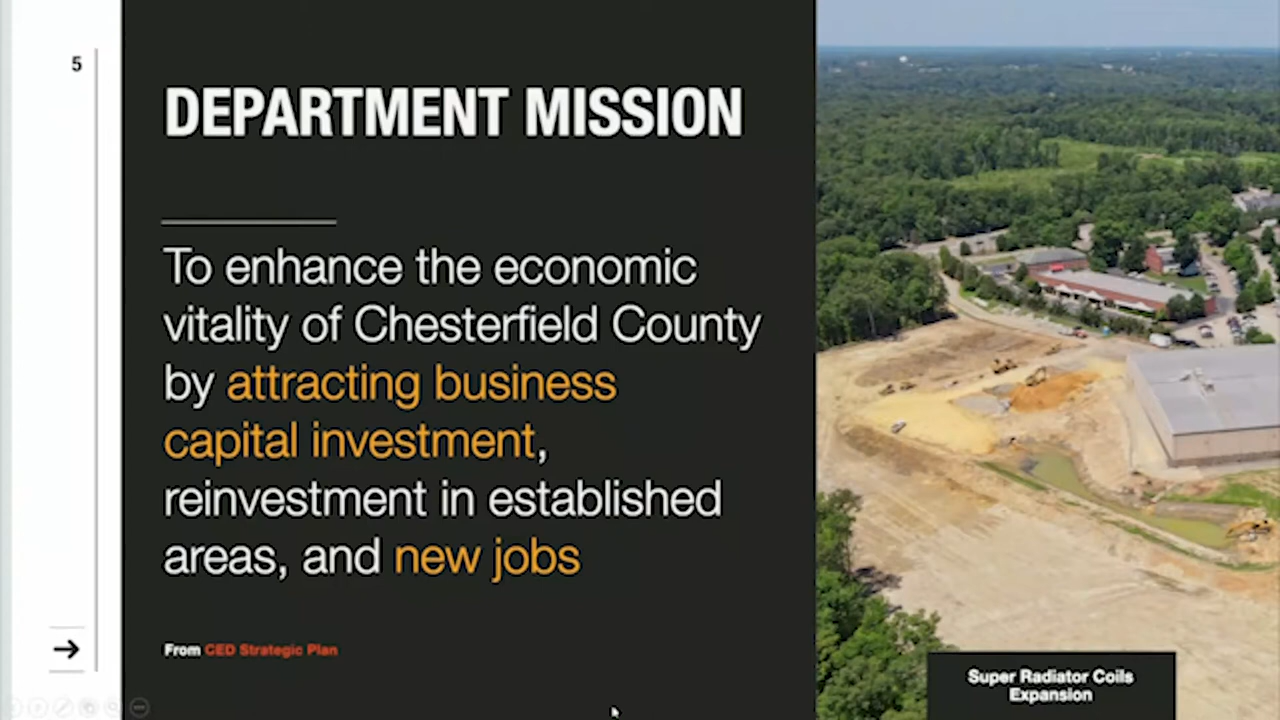 5
DEPARTMENT MISSION
To enhance the economic
vitality of Chesterfield County
by attracting business
capital investment,
reinvestment in established
areas, and new jobs
From CED Strategic Plan
Super Radiator Coils
Expansion